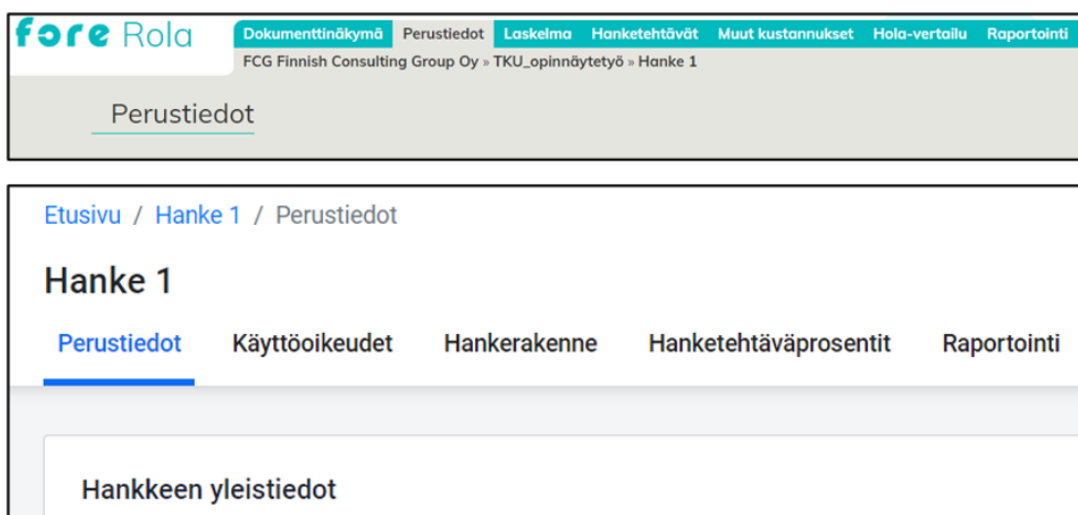 fore Rola
Dokumenttinäkymä Perustiedot Laskelma Hanketehtävät Muut kustannukset Hola-vertailu Raportointi
FCG Finnish Consulting Group Oy » TKU_opinnäytetyö » Hanke 1
Perustiedot
Etusivu / Hanke 1 / Perustiedot
Hanke 1
Perustiedot Käyttöoikeudet Hankerakenne Hanketehtäväprosentit Raportointi
Hankkeen yleistiedot